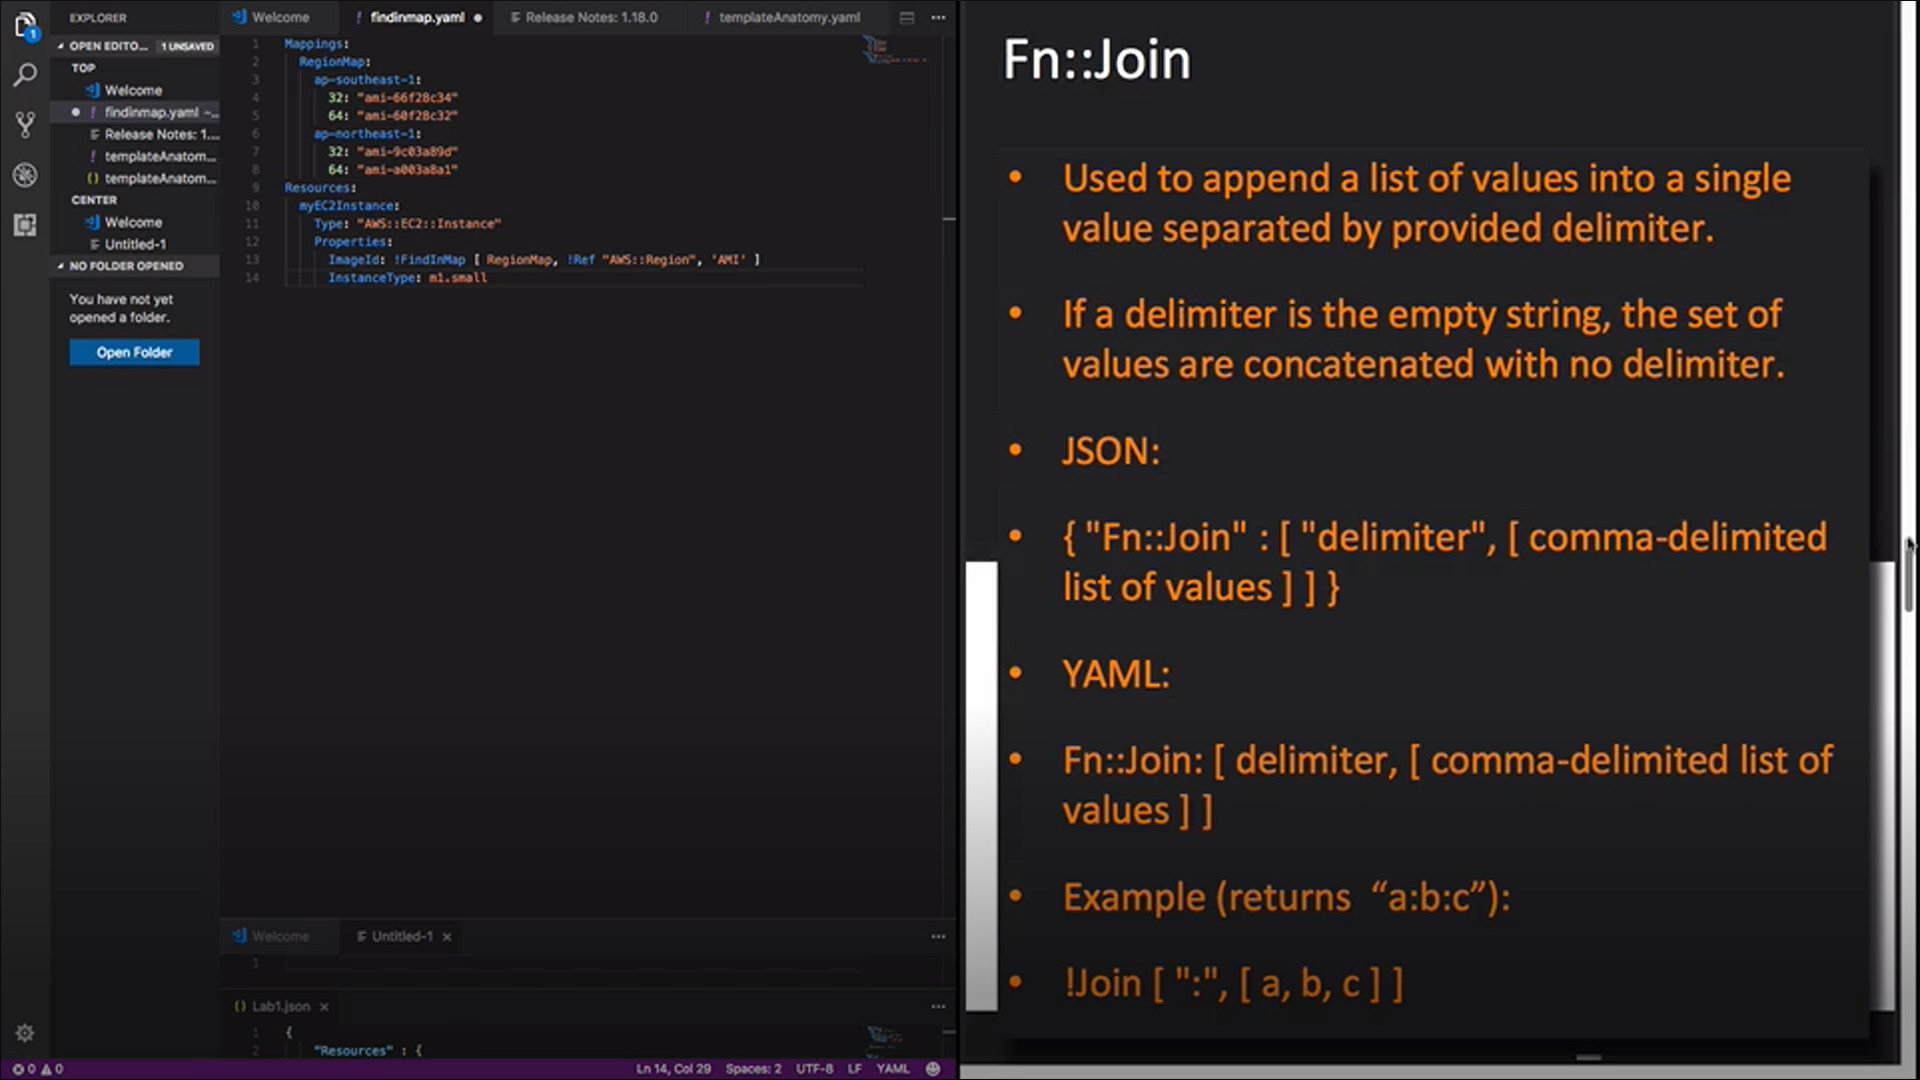 EXPLORER
OPEN EDITO... 1 UNSAVED
TOP
Welcome
findinmap.yaml ~...
Release Notes: 1....
templateAnatom...
templateAnatom...
CENTER
Welcome
Untitled-1
NO FOLDER OPENED
You have not yet
opened a folder.
Open Folder
1
Welcome
findinmap.yaml
Release Notes: 1.18.0
templateAnatomy.yaml
1 Mappings:
2 RegionMap:
3 ap-southeast-1:
4 32: "ami-66f28c34"
5 64: "ami-60f28c32"
6 ap-northeast-1:
7 32: "ami-9c03a89d"
8 64: "ami-a003a8a1"
9 Resources:
10 myEC2Instance:
11 Type: "AWS::EC2::Instance"
12 Properties:
13 ImageId: !FindInMap [ RegionMap, !Ref "AWS::Region", 'AMI' ]
14 InstanceType: m1.small
Welcome
Untitled-1
1
{} Lab1.json
1 {
2 "Resources" : {
0 0
Ln 14, Col 29 Spaces: 2 UTF-8 LF YAML
Fn::Join
• Used to append a list of values into a single
value separated by provided delimiter.
• If a delimiter is the empty string, the set of
values are concatenated with no delimiter.
• JSON:
• { "Fn::Join" : [ "delimiter", [ comma-delimited
list of values ] ] }
• YAML:
• Fn::Join: [ delimiter, [ comma-delimited list of
values ] ]
• Example (returns “a:b:c”):
• !Join [ ":", [ a, b, c ] ]